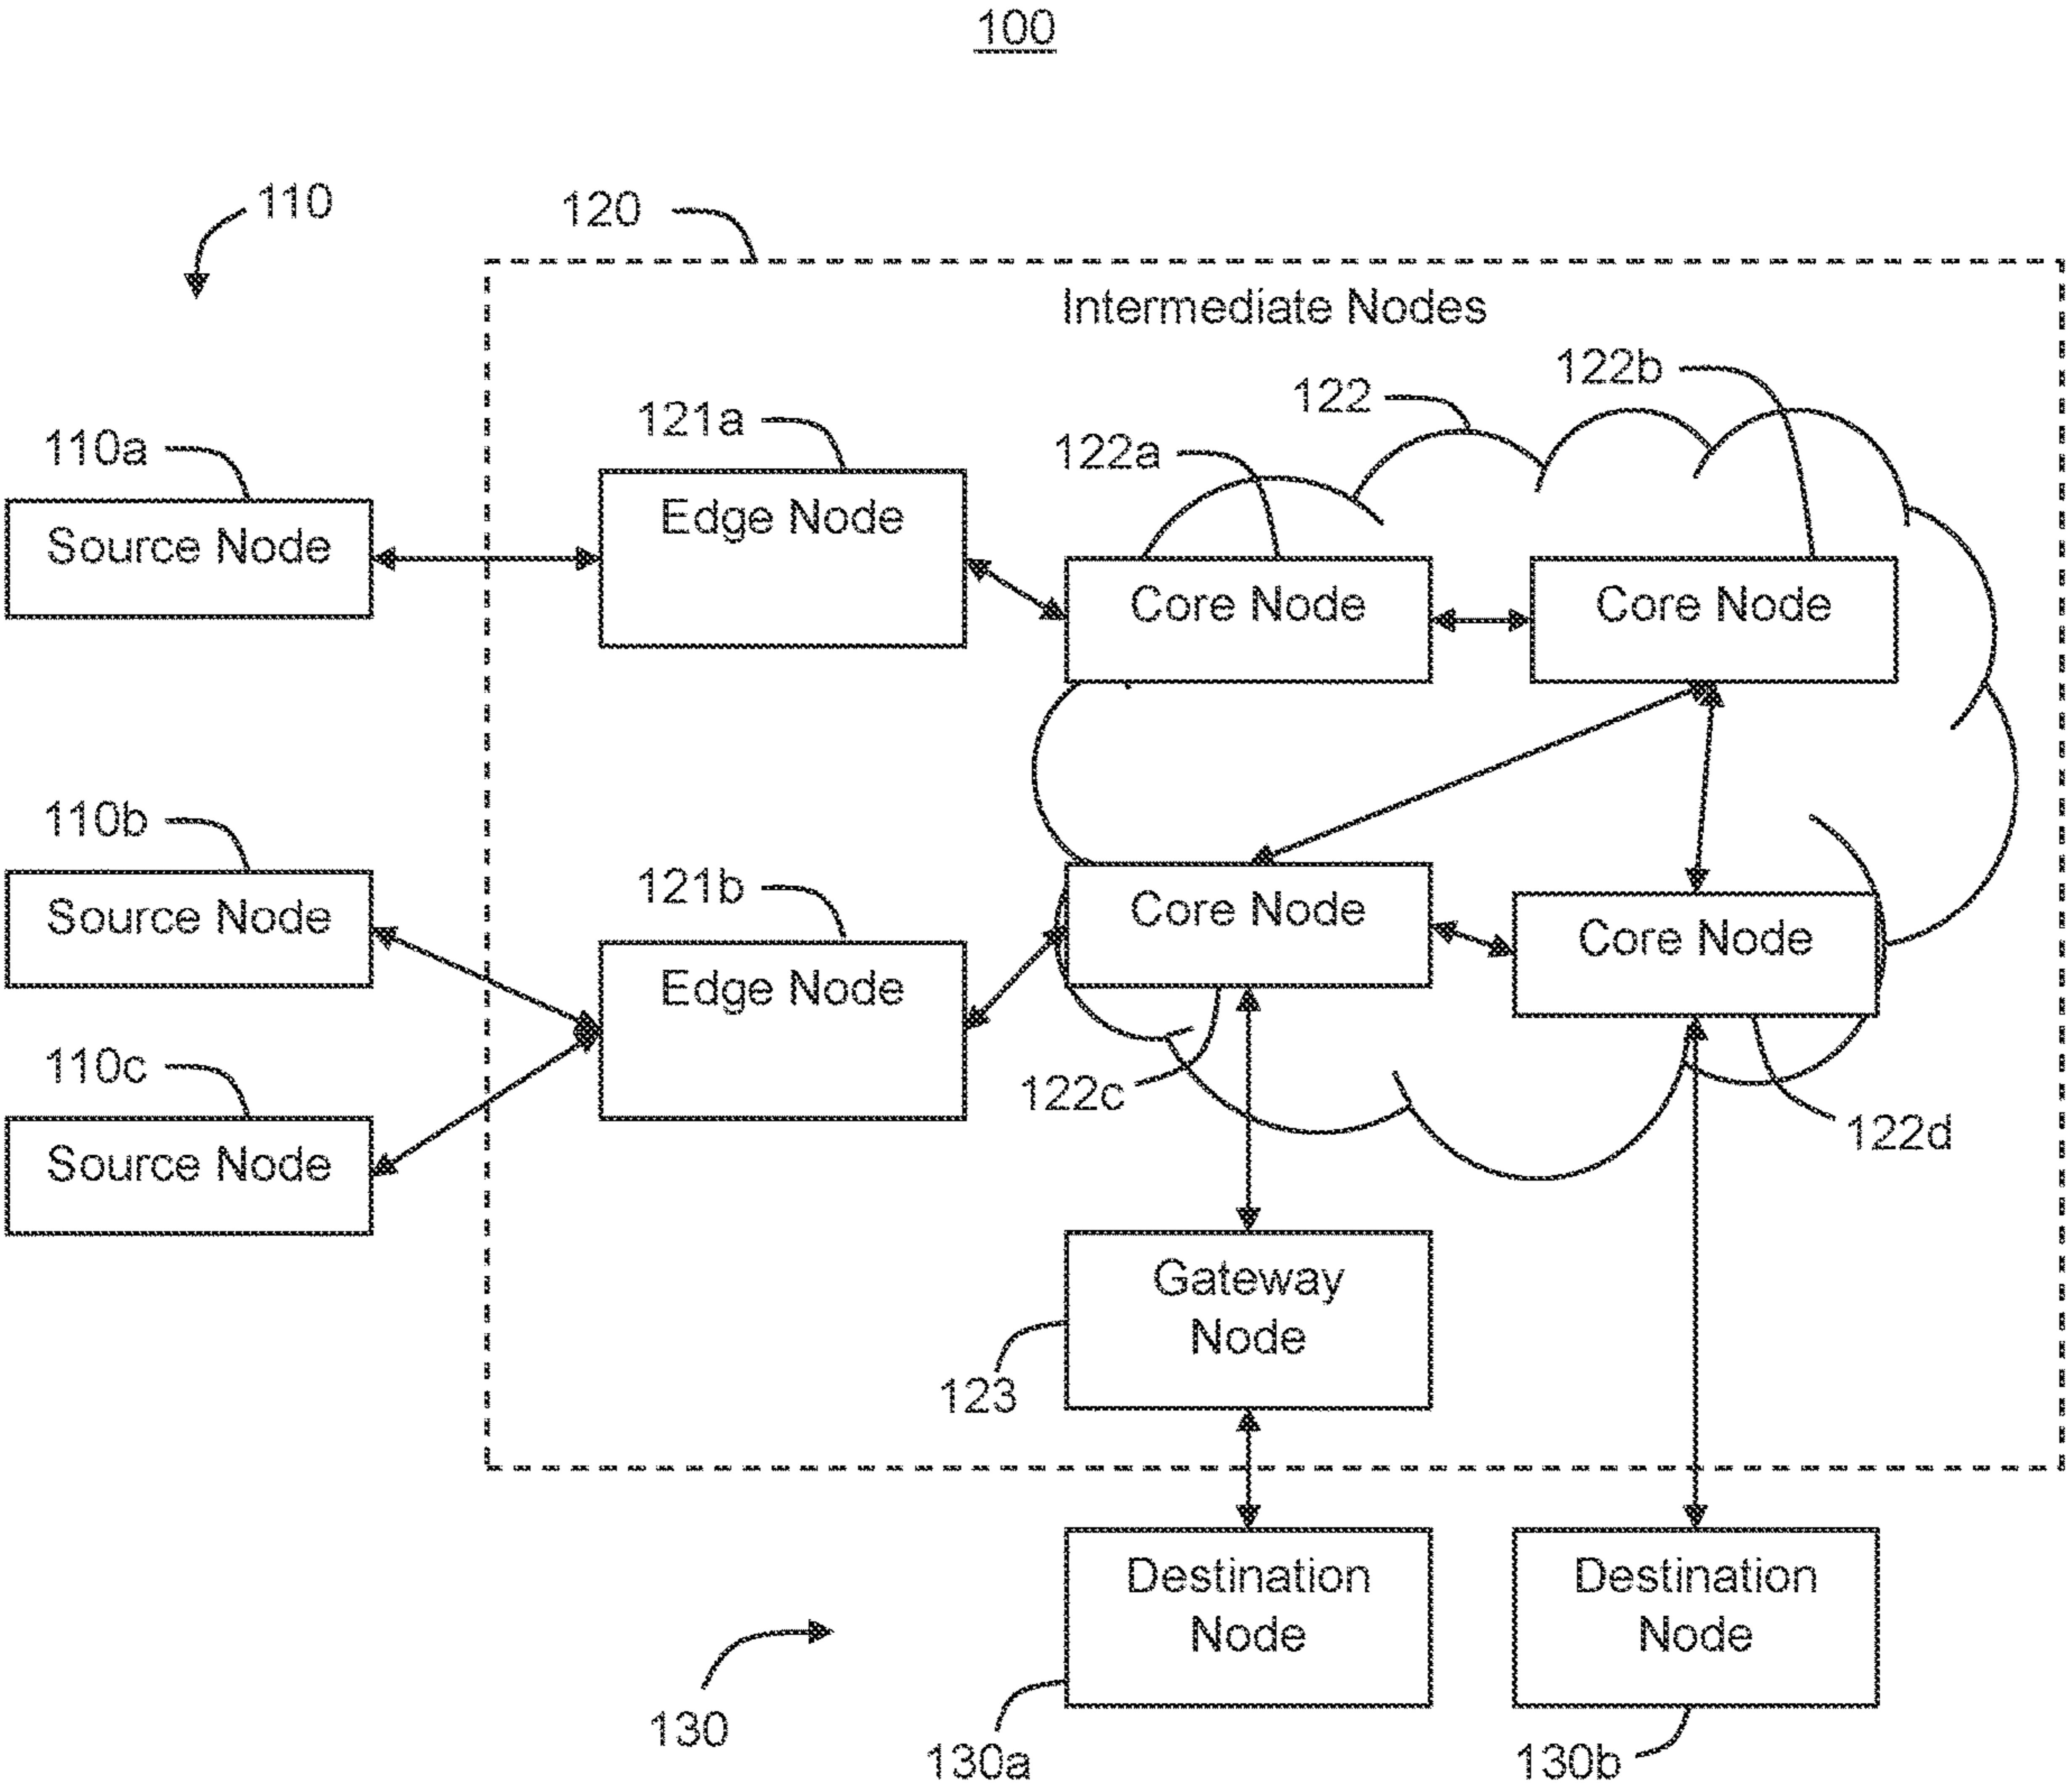 100
110
120
Intermediate Nodes
122b
122
121a
122a
110a
Edge Node
Source Node
Core Node
Core Node
110b
121b
Source Node
Core Node
Core Node
Edge Node
110c
122c
122d
Source Node
Gateway
Node
123
Destination
Node
Destination
Node
130
130a
130b